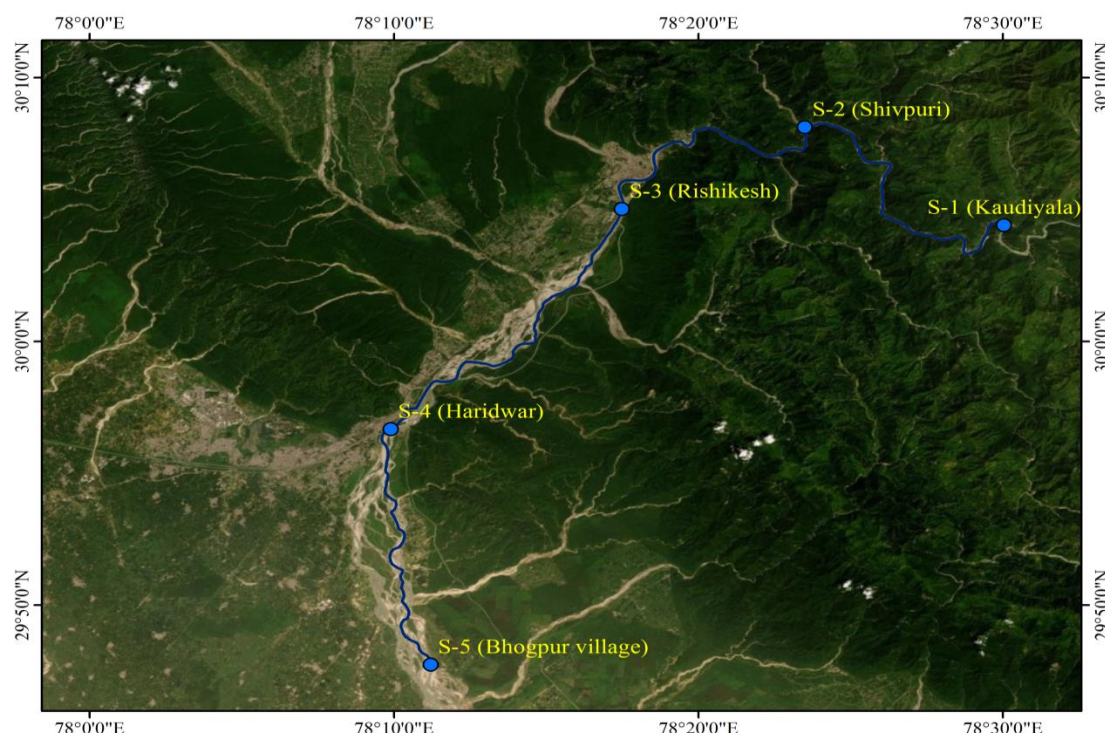 78°0'0"E 78°10'0"E 78°20'0"E 78°30'0"E
30°10'0"N 30°10'0"N
S-2 (Shivpuri)
S-3 (Rishikesh)
S-1 (Kaudiyala)
30°0'0"N 30°0'0"N
S-4 (Haridwar)
29°50'0"N 29°50'0"N
S-5 (Bhogpur village)
78°0'0"E 78°10'0"E 78°20'0"E 78°30'0"E